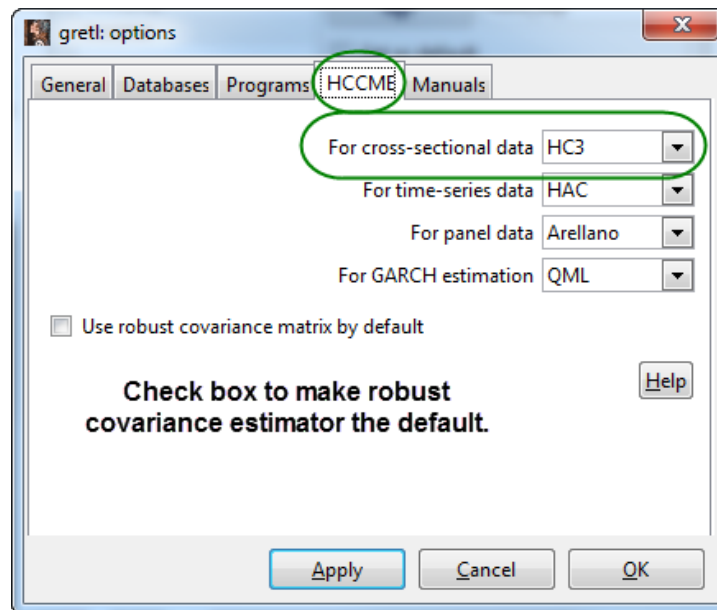 gretl: options
General Databases Programs HCCME Manuals
For cross-sectional data HC3
For time-series data HAC
For panel data Arellano
For GARCH estimation QML
Use robust covariance matrix by default
Help
Check box to make robust
covariance estimator the default.
Apply Cancel OK